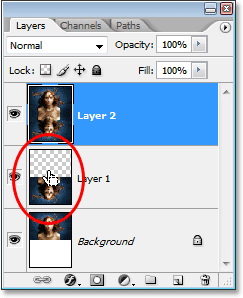 Layers Channels Paths
Normal Opacity: 100%
Lock: Fill: 100%
Layer 2
Layer 1
Background